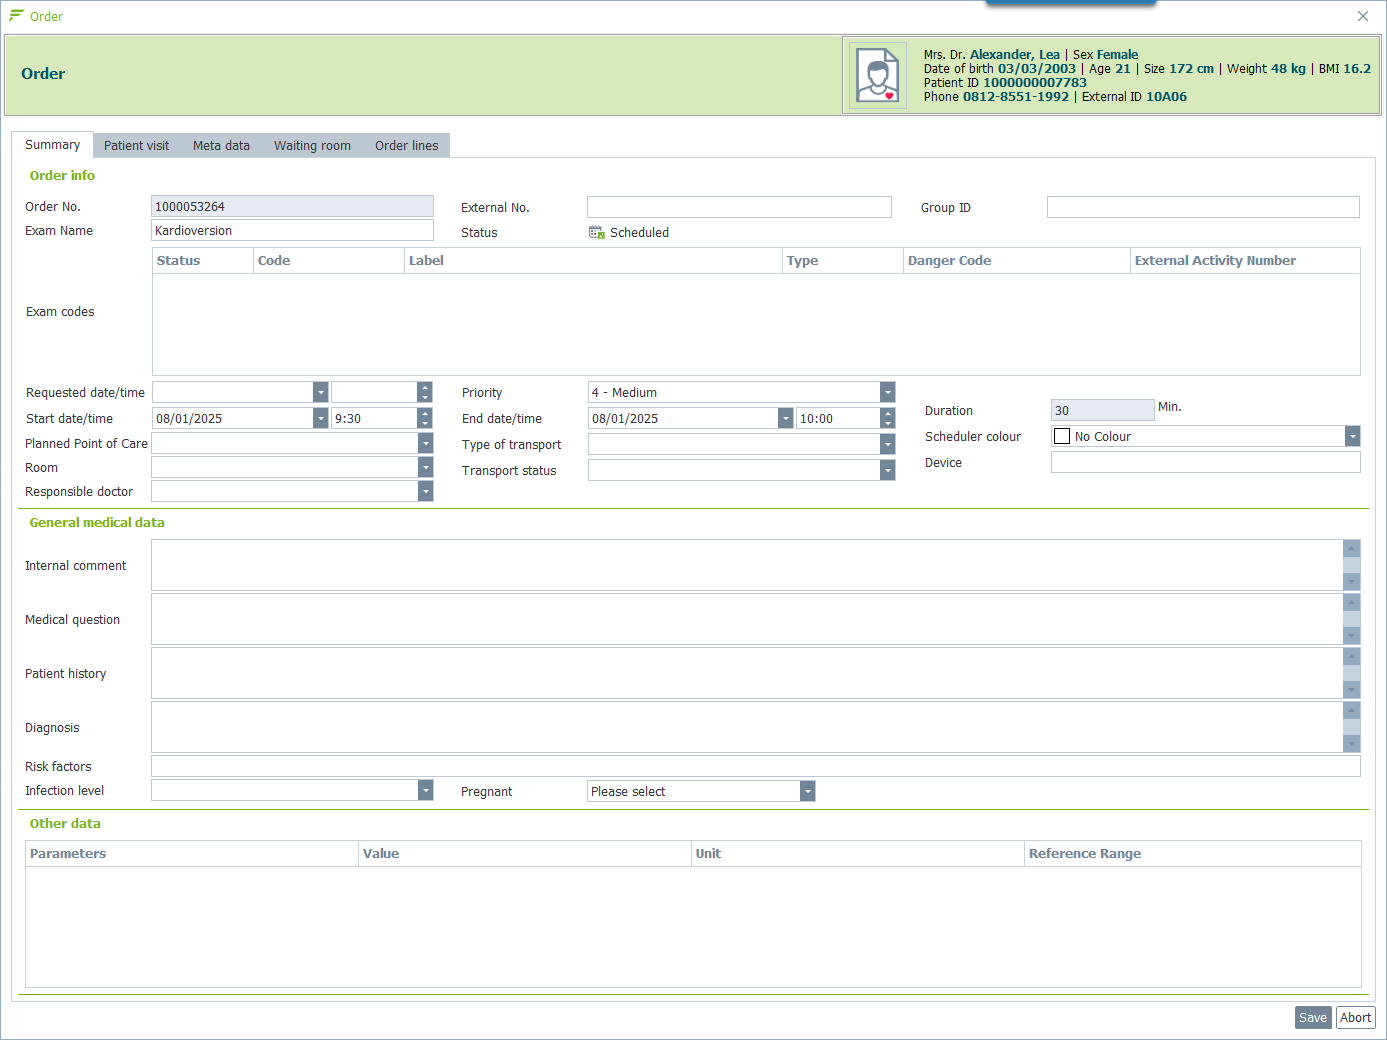 Order
Order
Mrs. Dr. Alexander, Lea | Sex Female
Date of birth 03/03/2003 | Age 21 | Size 172 cm | Weight 48 kg | BMI 16.2
Patient ID 1000000007783
Phone 0812-8551-1992 | External ID 10A06
Summary Patient visit Meta data Waiting room Order lines
Order info
Order No. 1000053264 External No. Group ID
Exam Name Kardioversion Status Scheduled
Status Code Label Type Danger Code External Activity Number
Exam codes
Requested date/time Priority 4 - Medium
Start date/time 08/01/2025 9:30 End date/time 08/01/2025 10:00 Duration 30 Min.
Planned Point of Care Type of transport Scheduler colour No Colour
Room Transport status Device
Responsible doctor
General medical data
Internal comment
Medical question
Patient history
Diagnosis
Risk factors
Infection level Pregnant Please select
Other data
Parameters Value Unit Reference Range
Save Abort